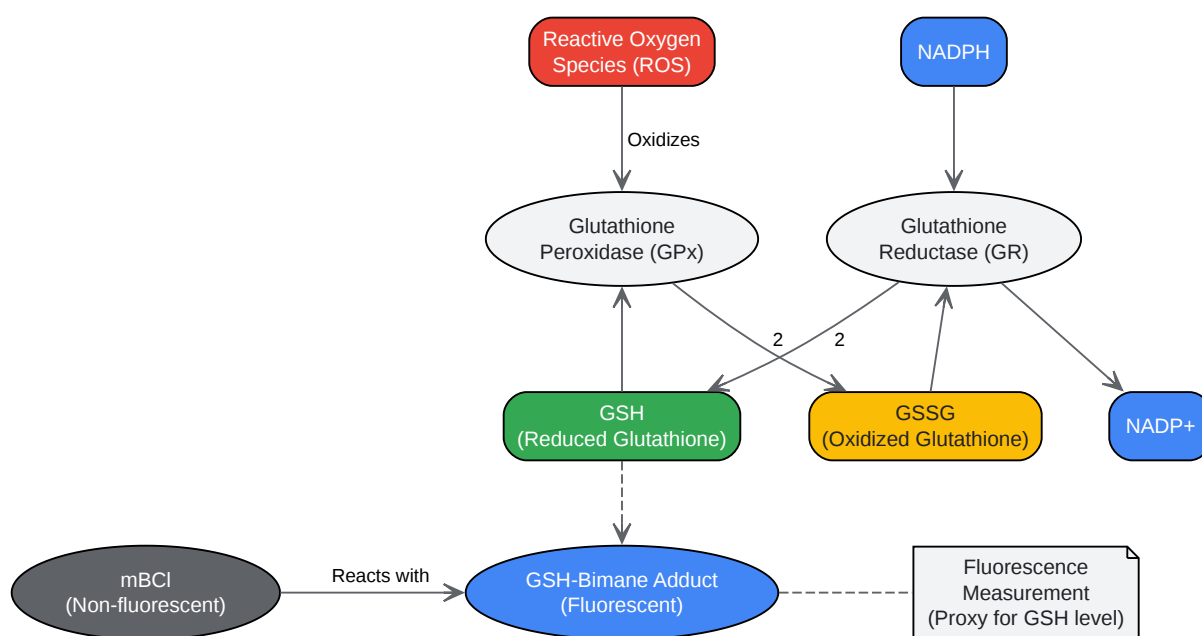 Reactive Oxygen
Species (ROS)
NADPH
Oxidizes
Glutathione
Peroxidase (GPx)
Glutathione
Reductase (GR)
2
2
GSH
(Reduced Glutathione)
GSSG
(Oxidized Glutathione)
NADP+
mBCl
(Non-fluorescent)
Reacts with
GSH-Bimane Adduct
(Fluorescent)
Fluorescence
Measurement
(Proxy for GSH level)